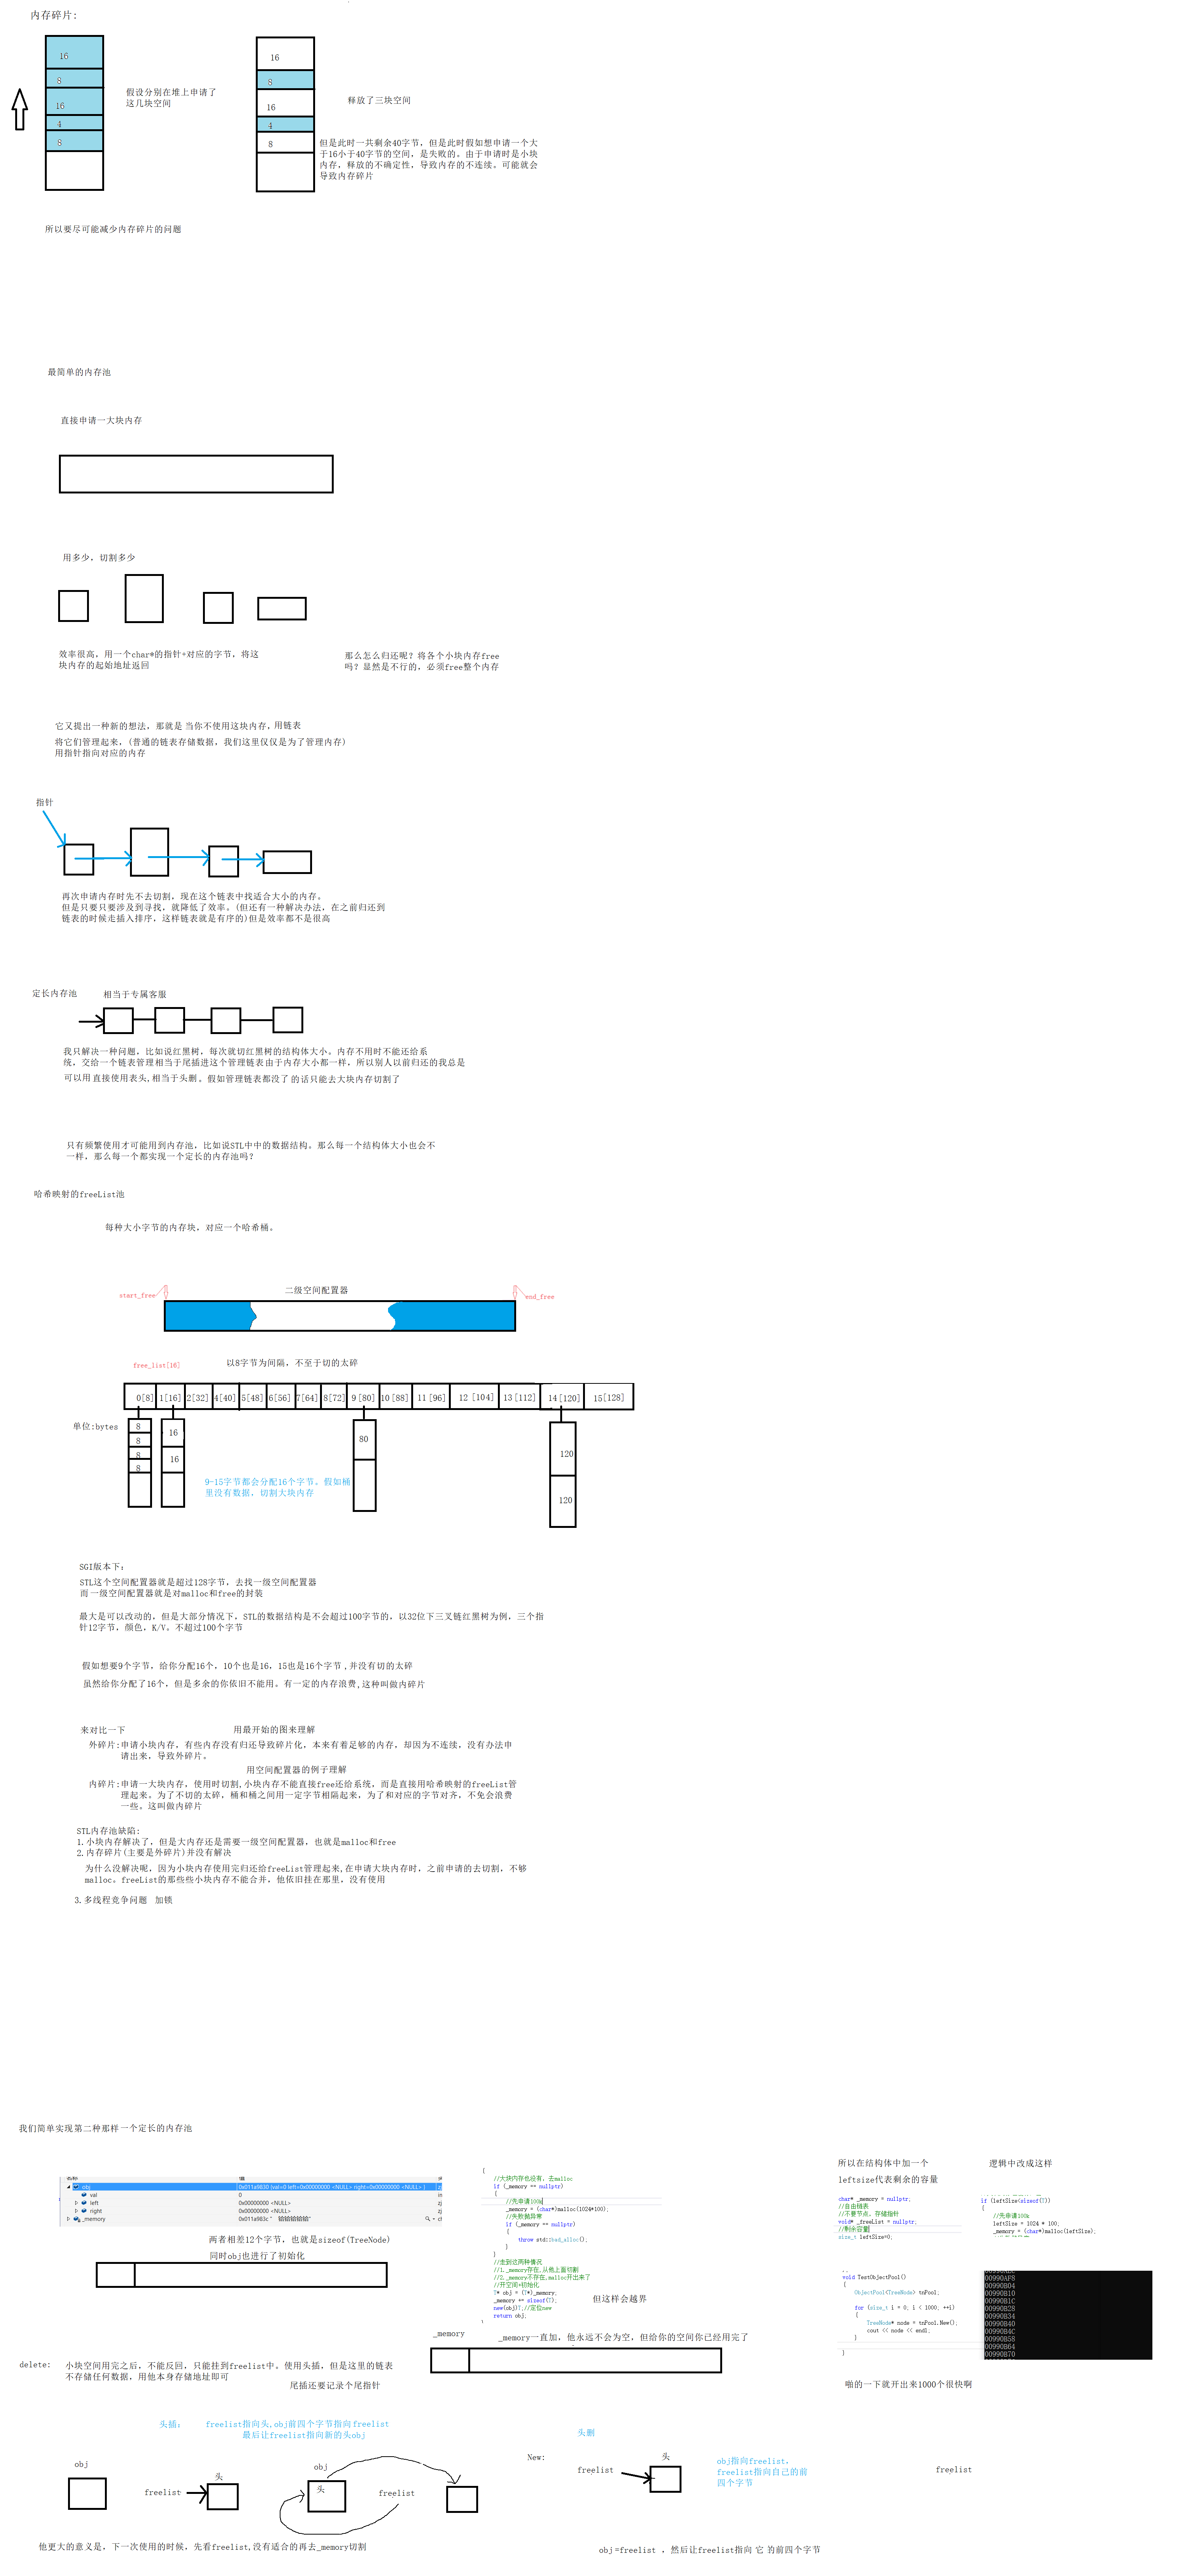 内存碎片:
16
8
16
4
8
假设分别在堆上申请了
这几块空间
16
8
16
4
8
释放了三块空间
但是此时一共剩余40字节，但是此时假如想申请一个大
于16小于40字节的空间，是失败的。由于申请时是小块
内存，释放的不确定性，导致内存的不连续。可能就会
导致内存碎片
所以要尽可能减少内存碎片的问题
最简单的内存池
直接申请一大块内存
用多少，切割多少
效率很高，用一个char*的指针+对应的字节，将这
块内存的起始地址返回
那么怎么归还呢？将各个小块内存free
吗？显然是不行的，必须free整个内存
它又提出一种新的想法，那就是 当你不使用这块内存，用链表
将它们管理起来，(普通的链表存储数据，我们这里仅仅是为了管理内存)
用指针指向对应的内存
指针
再次申请内存时先不去切割，现在这个链表中找适合大小的内存。
但是只要只要涉及到寻找，就降低了效率。(但还有一种解决办法，在之前归还到
链表的时候走插入排序，这样链表就是有序的)但是效率都不是很高
定长内存池
相当于专属客服
我只解决一种问题，比如说红黑树，每次就切红黑树的结构体大小。内存不用时不能还给系
统，交给一个链表管理相当于尾插进这个管理链表由于内存大小都一样，所以别人以前归还的我总是
可以用直接使用表头,相当于头删。假如管理链表都没了的话只能去大块内存切割了
只有频繁使用才可能用到内存池，比如说STL中中的数据结构。那么每一个结构体大小也会不
一样，那么每一个都实现一个定长的内存池吗？
哈希映射的freeList池
每种大小字节的内存块，对应一个哈希桶。
二级空间配置器
start_free
end_free
free_list[16]
以8字节为间隔，不至于切的太碎
0[8] 1[16] 2[32] 4[40] 5[48] 6[56] 7[64] 8[72] 9[80] 10[88] 11[96] 12[104] 13[112] 14[120] 15[128]
单位:bytes
8
8
8
8
16
16
80
120
120
9-15字节都会分配16个字节。假如桶
里没有数据，切割大块内存
SGI版本下：
STL这个空间配置器就是超过128字节，去找一级空间配置器
而一级空间配置器就是对malloc和free的封装
最大是可以改动的，但是大部分情况下，STL的数据结构是不会超过100字节的，以32位下三叉链红黑树为例，三个指
针12字节，颜色，K/V。不超过100个字节
假如想要9个字节，给你分配16个，10个也是16，15也是16个字节,并没有切的太碎
虽然给你分配了16个，但是多余的你依旧不能用。有一定的内存浪费,这种叫做内碎片
来对比一下
用最开始的图来理解
外碎片:申请小块内存，有些内存没有归还导致碎片化，本来有着足够的内存，却因为不连续，没有办法申
请出来，导致外碎片。
用空间配置器的例子理解
内碎片:申请一大块内存，使用时切割,小块内存不能直接free还给系统，而是直接用哈希映射的freeList管
理起来。为了不切的太碎，桶和桶之间用一定字节相隔起来，为了和对应的字节对齐，不免会浪费
一些。这叫做内碎片
STL内存池缺陷:
1.小块内存解决了，但是大内存还是需要一级空间配置器，也就是malloc和free
2.内存碎片(主要是外碎片)并没有解决
为什么没解决呢，因为小块内存使用完归还给freeList管理起来,在申请大块内存时，之前申请的去切割，不够
malloc。freeList的那些些小块内存不能合并，他依旧挂在那里，没有使用
3.多线程竞争问题 加锁
我们简单实现第二种那样一个定长的内存池
obj 0x011a9830 {val=0 left=0x00000000 <NULL> right=0x00000000 <NULL> }
val 0
left 0x00000000 <NULL>
right 0x00000000 <NULL>
_memory
两者相差12个字节，也就是sizeof(TreeNode)
同时obj也进行了初始化
{
//大块内存也没有，去malloc
if (_memory == nullptr)
{
//先申请100m
_memory = (char*)malloc(1024*100);
//失败抛异常
if (_memory == nullptr)
{
throw std::bad_alloc();
}
}
//走到这两种情况
//1._memory存在,从他上面切割
//2._memory不存在,malloc开出来了
//开空间+初始化
T* obj = (T*)_memory;
_memory += sizeof(T);
new(obj)T;//定位new
return obj;
但这样会越界
所以在结构体中加一个
leftsize代表剩余的容量
逻辑中改成这样
char* _memory = nullptr;
//自由链表
//不要节点，存储指针
void* _freeList = nullptr;
//剩余容量
size_t leftSize=0;
if (leftSize<sizeof(T))
//先申请100m
leftSize = 1024 * 100;
_memory = (char*)malloc(leftSize);
void TestObjectPool()
{
ObjectPool<TreeNode> tnPool;
for (size_t i = 0; i < 1000, ++i)
{
TreeNode* node = tnPool.New();
cout << node << endl;
}
}
00990AF8
00990B04
00990B10
00990B1C
00990B28
00990B34
00990B40
00990B4C
00990B58
00990B64
00990B70
啪的一下就开出来1000个很快啊
_memory
_memory一直加，他永远不会为空，但给你的空间你已经用完了
delete:
小块空间用完之后，不能反回，只能挂到freelist中。使用头插，但是这里的链表
不存储任何数据，用他本身存储地址即可
尾插还要记录个尾指针
头插:
freelist指向头,obj前四个字节指向freelist
最后让freelist指向新的头obj
obj
freelist
头
obj
头
freelist
头删
New:
freelist
头
obj指向freelist，
freelist指向自己的前
四个字节
freelist
他更大的意义是，下一次使用的时候，先看freelist,没有适合的再去_memory切割
obj=freelist ，然后让freelist指向 它 的前四个字节